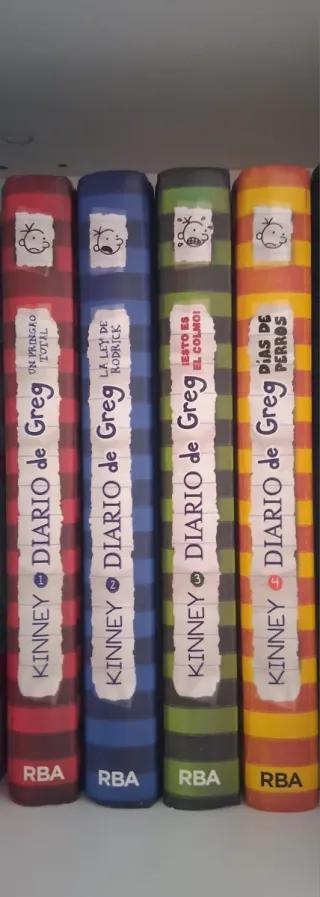 KINNEY 1 DIARIO de Greg
UN PRINGAO
TOTAL
RBA
KINNEY 2 DIARIO de Greg
LA LEY DE
RODRICK
RBA
KINNEY 3 DIARIO de Greg
¡ESTO ES
EL COLMO!
RBA
KINNEY 4 DIARIO de Greg
DÍAS DE
PERROS
RBA